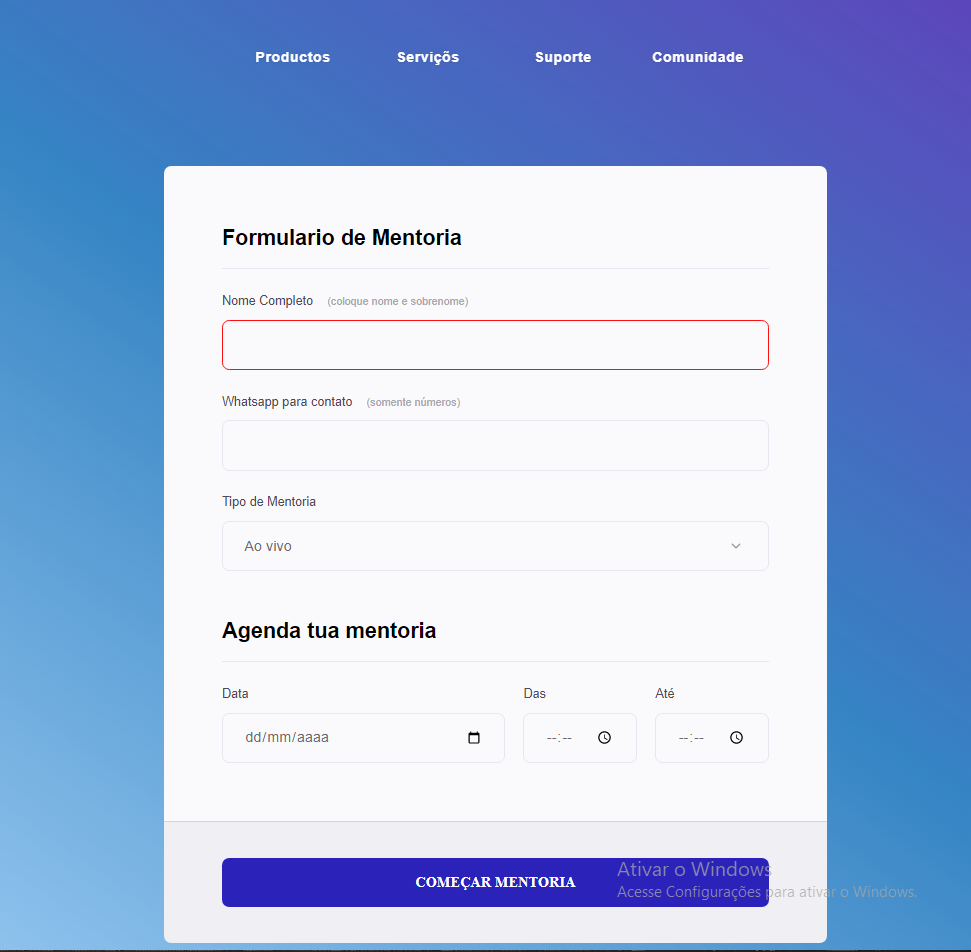 Productos Serviçõs Suporte Comunidade
Formulario de Mentoria
Nome Completo (coloque nome e sobrenome)
Whatsapp para contato (somente números)
Tipo de Mentoria
Ao vivo
Agenda tua mentoria
Data Das Até
dd/mm/aaaa --:-- --:--
COMEÇAR MENTORIA
Ativar o Windows
Acesse Configurações para ativar o Windows.